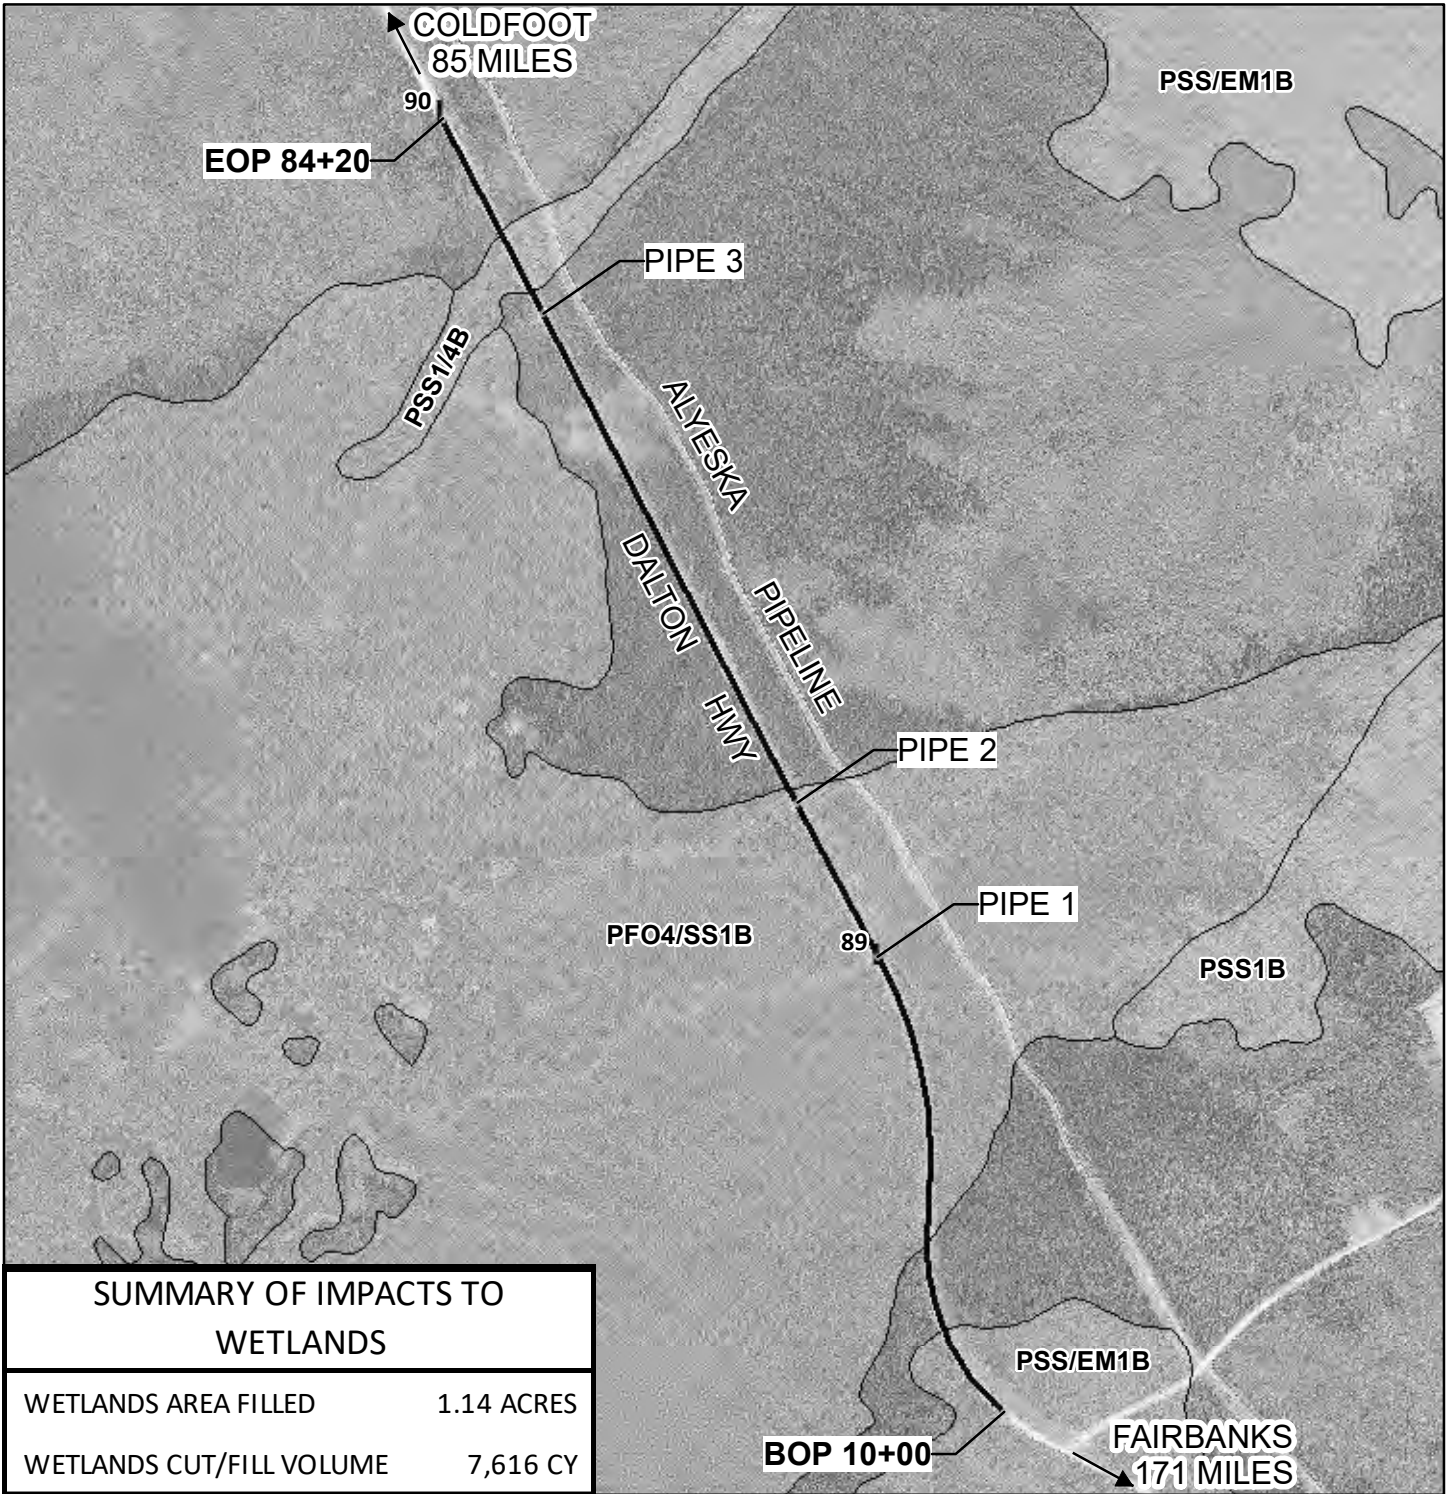 COLDFOOT
85 MILES
PSS/EM1B
90
EOP 84+20
PIPE 3
PSS1/4B
ALYESKA
PIPELINE
DALTON
HWY
PIPE 2
PIPE 1
PFO4/SS1B
89
PSS1B
SUMMARY OF IMPACTS TO
WETLANDS
WETLANDS AREA FILLED 1.14 ACRES
WETLANDS CUT/FILL VOLUME 7,616 CY
PSS/EM1B
BOP 10+00
FAIRBANKS
171 MILES